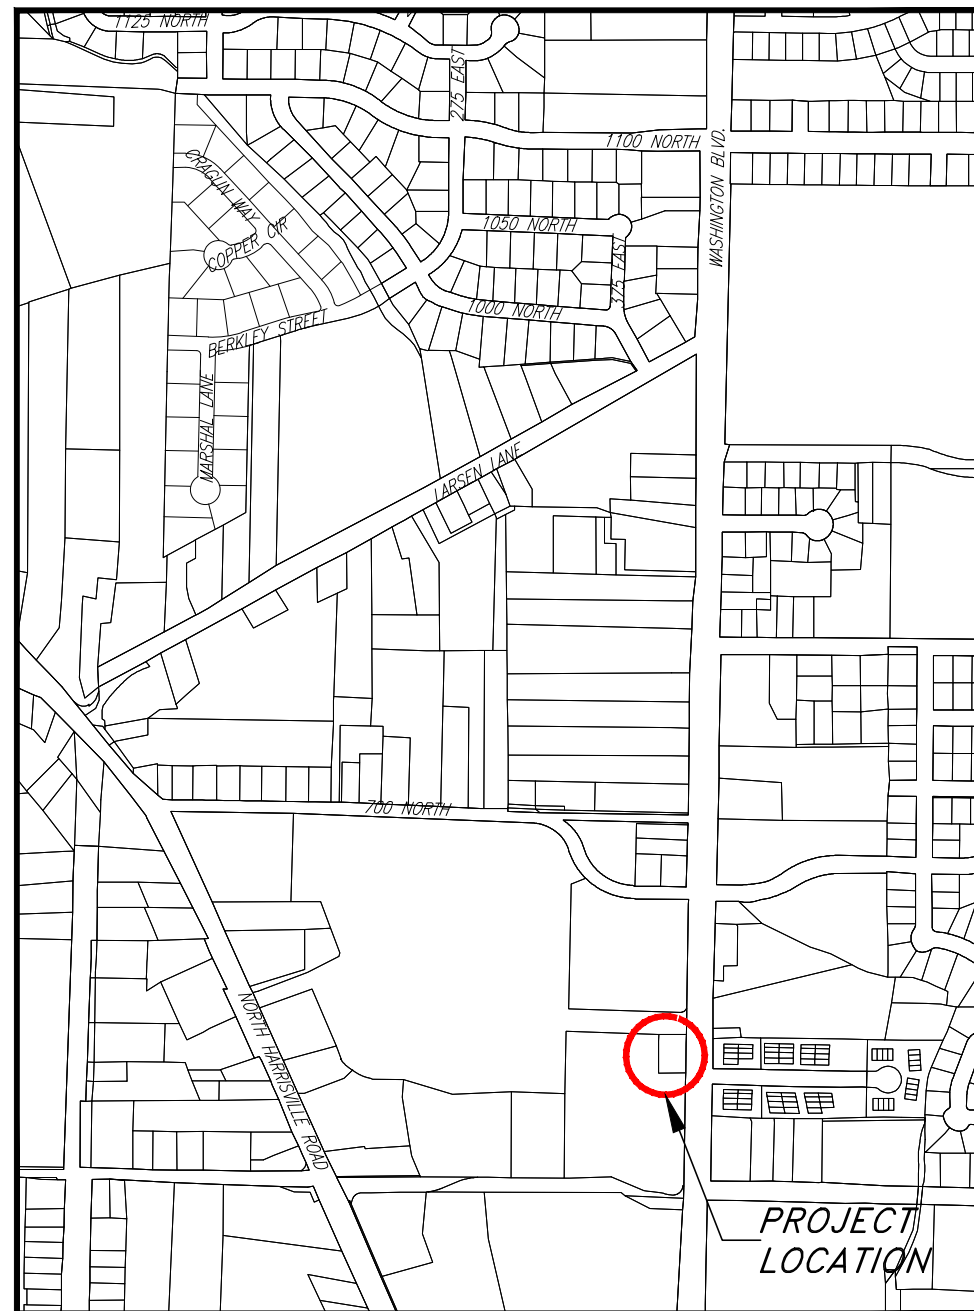 1125 NORTH
275 EAST
1100 NORTH
WASHINGTON BLVD.
CRAGUN WAY
COPPER CIR
1050 NORTH
375 EAST
1000 NORTH
BERKLEY STREET
MARSHAL LANE
LARSEN LANE
700 NORTH
NORTH HARRISVILLE ROAD
PROJECT
LOCATION